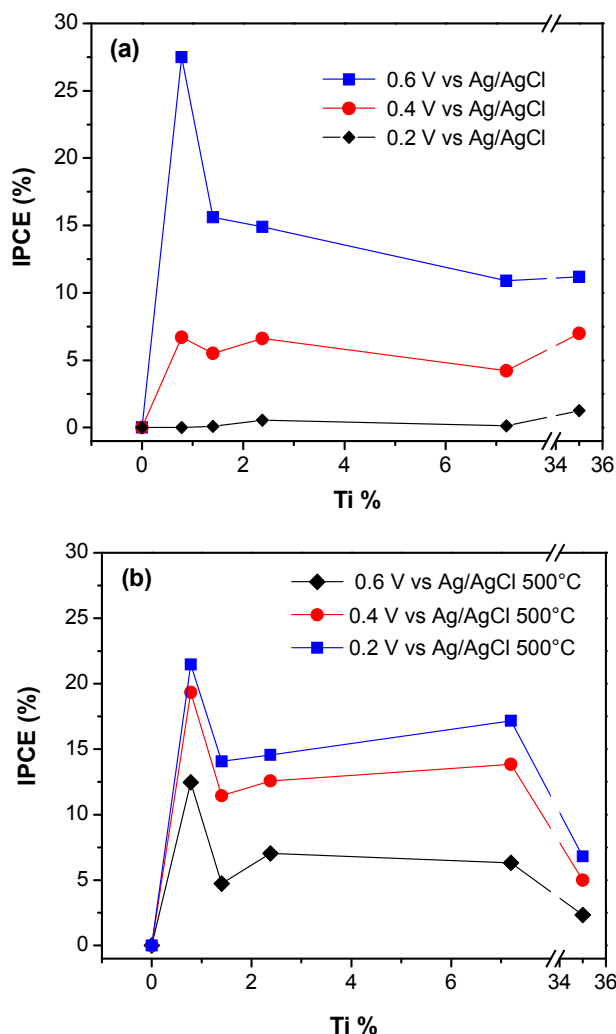 (a)
0.6 V vs Ag/AgCl
0.4 V vs Ag/AgCl
0.2 V vs Ag/AgCl
30
25
20
15
10
5
0
IPCE (%)
0 2 4 6 34 36
Ti %
(b)
0.6 V vs Ag/AgCl 500°C
0.4 V vs Ag/AgCl 500°C
0.2 V vs Ag/AgCl 500°C
30
25
20
15
10
5
0
IPCE (%)
0 2 4 6 34 36
Ti %